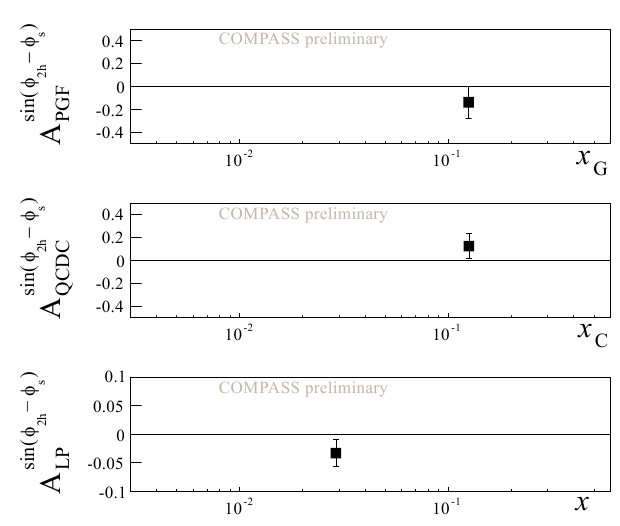 COMPASS preliminary
A_PGF^sin(ϕ_2h − ϕ_s)
0.4
0.2
0
-0.2
-0.4
10^-2
10^-1
x_G
COMPASS preliminary
A_QCDC^sin(ϕ_2h − ϕ_s)
0.4
0.2
0
-0.2
-0.4
10^-2
10^-1
x_C
COMPASS preliminary
A_LP^sin(ϕ_2h − ϕ_s)
0.1
0.05
0
-0.05
-0.1
10^-2
10^-1
x